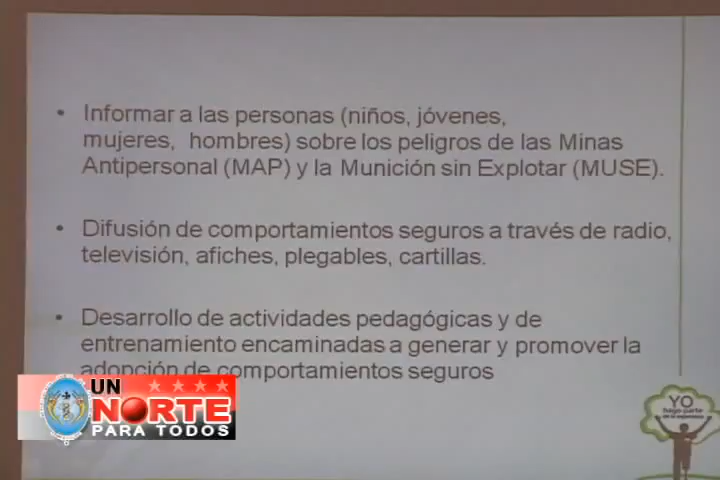 • Informar a las personas (niños, jóvenes,
mujeres, hombres) sobre los peligros de las Minas
Antipersonal (MAP) y la Munición sin Explotar (MUSE).
• Difusión de comportamientos seguros a través de radio,
televisión, afiches, plegables, cartillas.
• Desarrollo de actividades pedagógicas y de
entrenamiento encaminadas a generar y promover la
adopción de comportamientos seguros
UN
NORTE
PARA TODOS
YO
hago parte